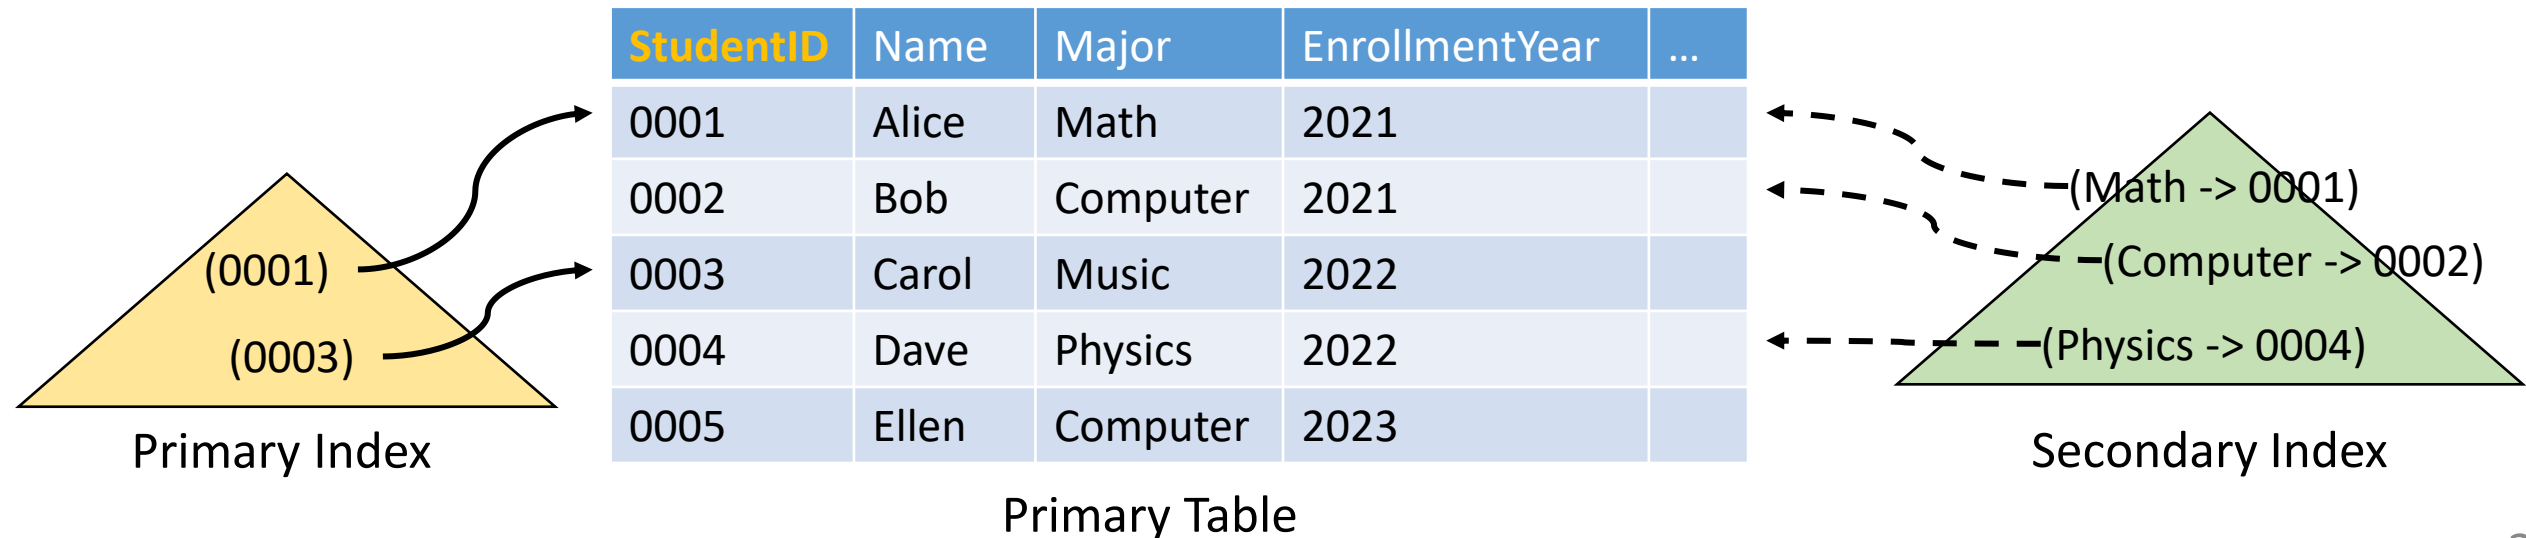 StudentID Name Major EnrollmentYear ...
0001 Alice Math 2021
0002 Bob Computer 2021
0003 Carol Music 2022
0004 Dave Physics 2022
0005 Ellen Computer 2023
Primary Table
(0001)
(0003)
Primary Index
(Math -> 0001)
(Computer -> 0002)
(Physics -> 0004)
Secondary Index